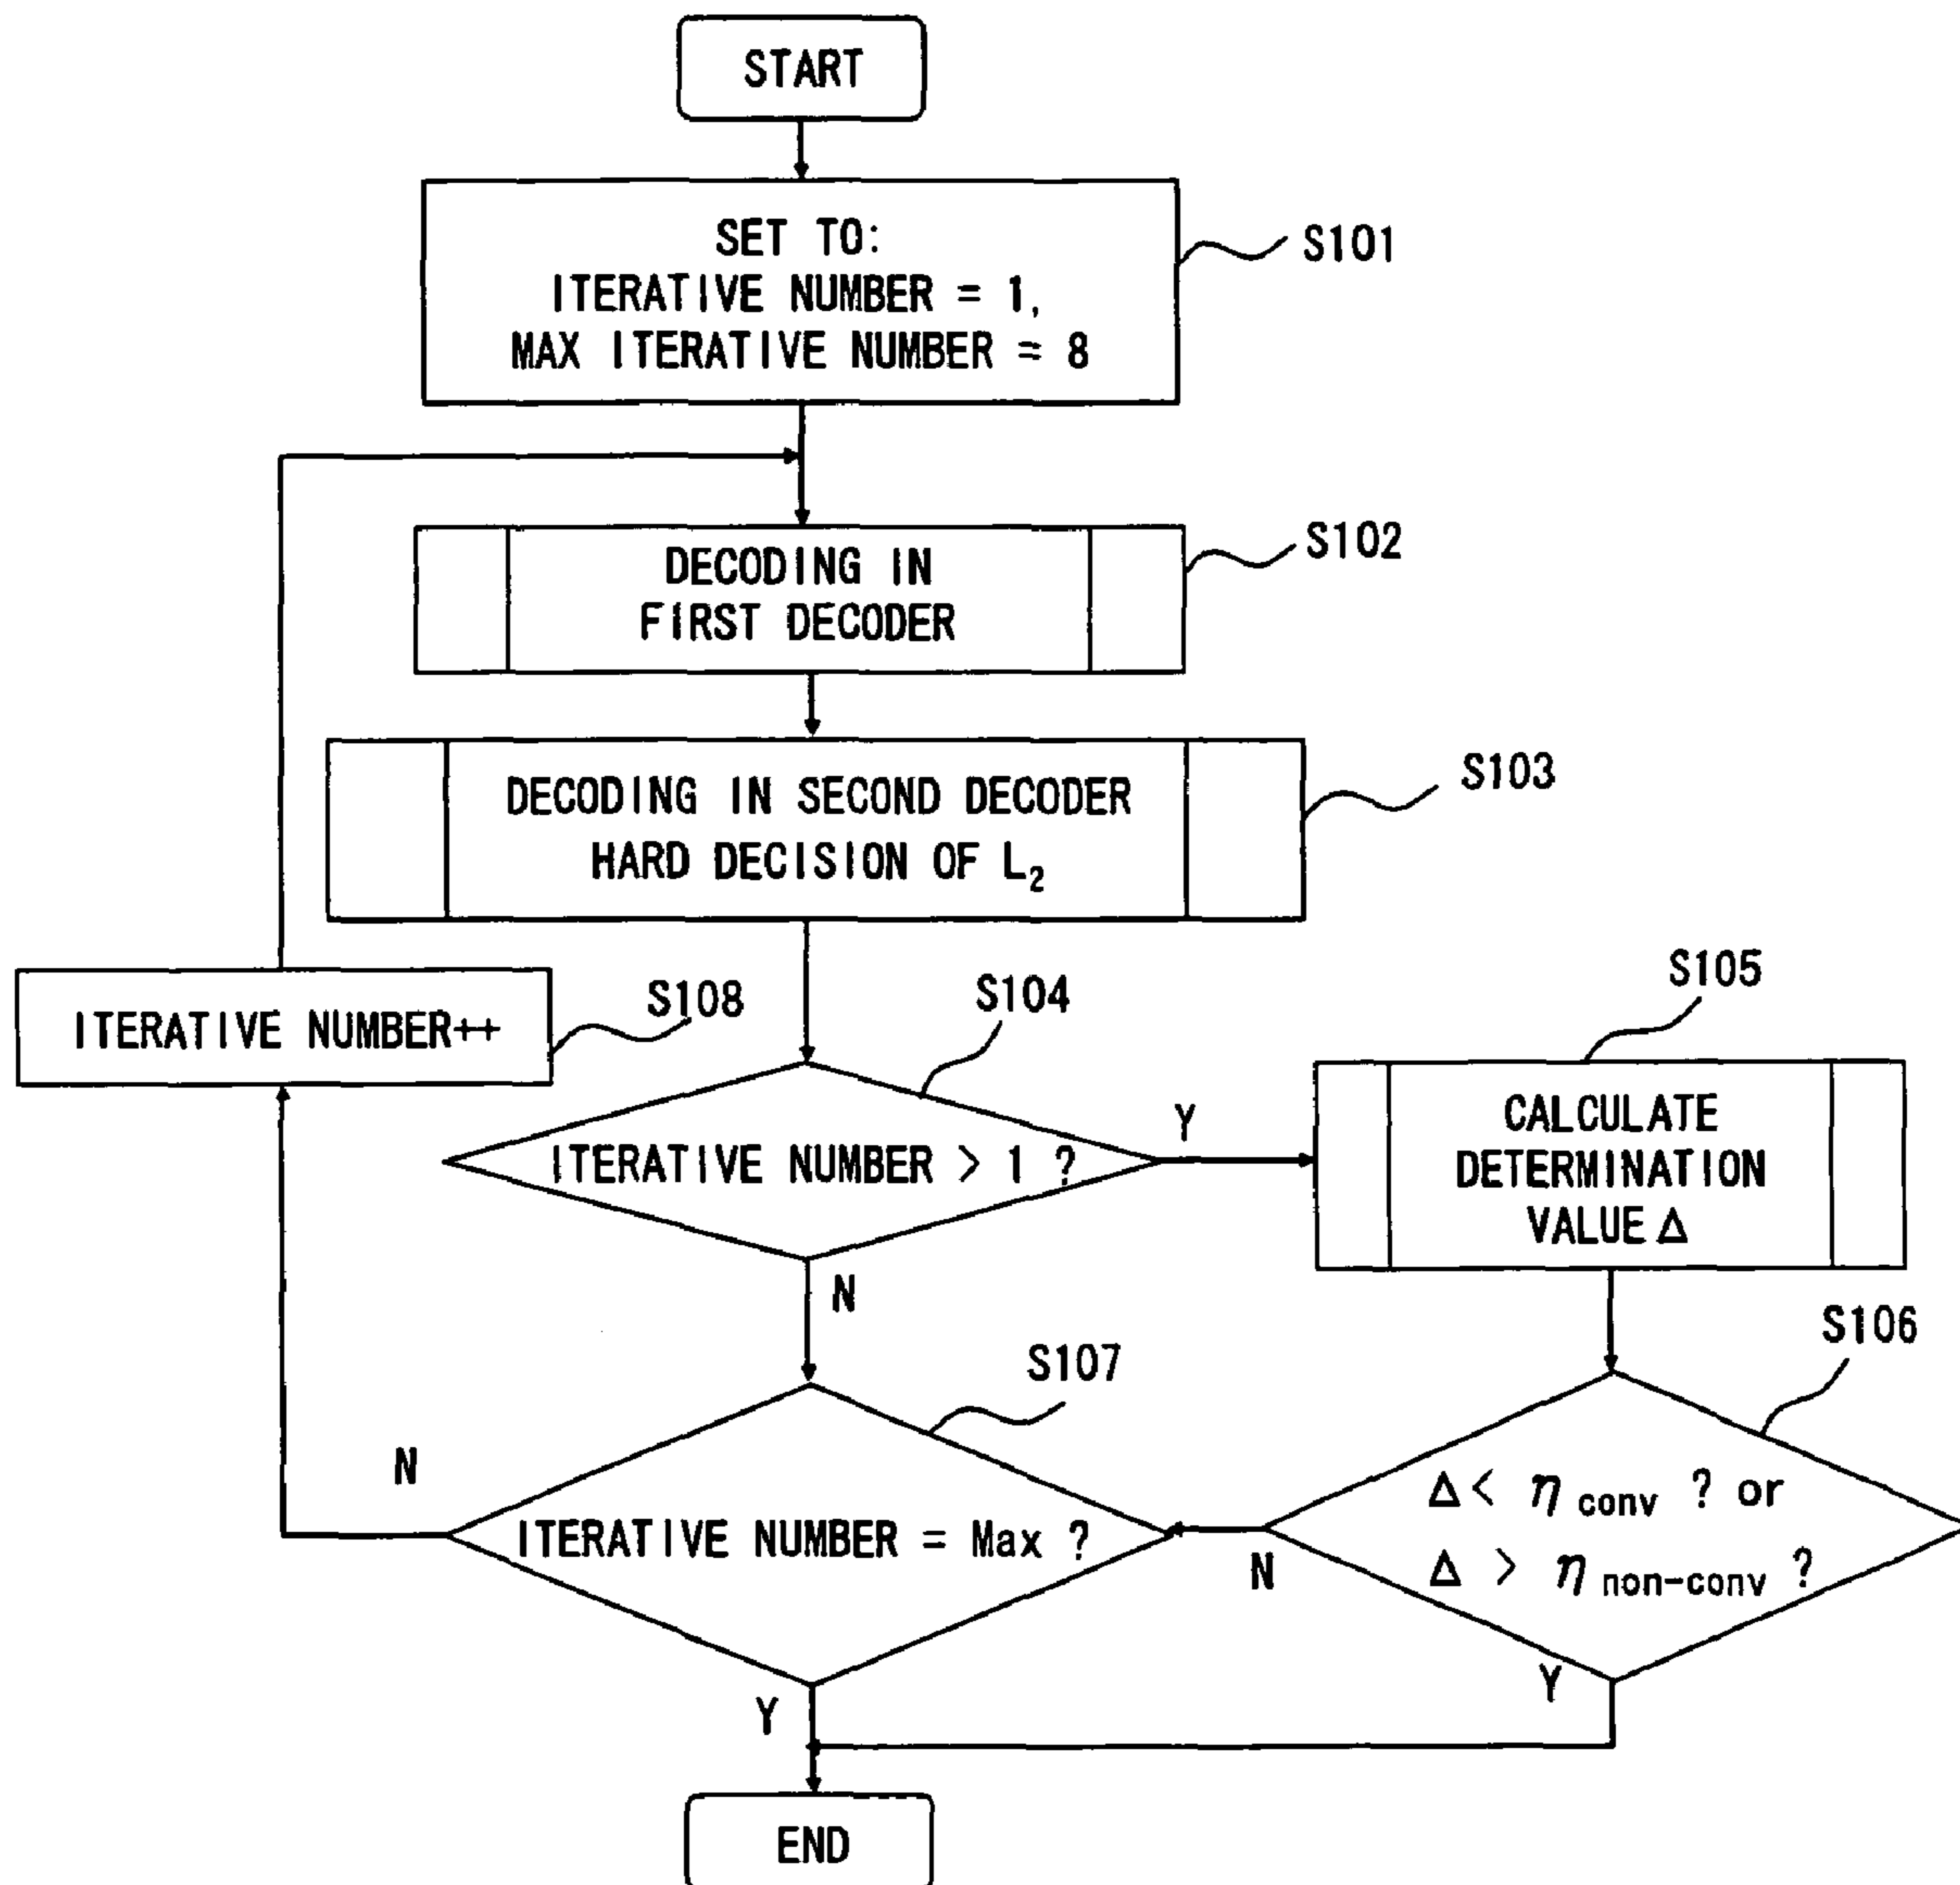 START
SET TO:
ITERATIVE NUMBER = 1,
MAX ITERATIVE NUMBER = 8
S101
DECODING IN
FIRST DECODER
S102
DECODING IN SECOND DECODER
HARD DECISION OF L₂
S103
ITERATIVE NUMBER++
S108
S104
ITERATIVE NUMBER > 1 ?
Y
N
S105
CALCULATE
DETERMINATION
VALUE Δ
S106
Δ < η conv ? or
Δ > η non-conv ?
N
Y
S107
ITERATIVE NUMBER = Max ?
N
Y
END